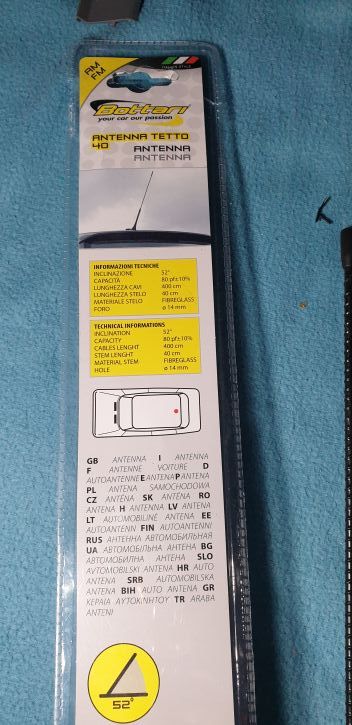 AM
FM
ITALIAN STYLE
Bottari
your car our passion
ANTENNA TETTO
40
ANTENNA
ANTENNA
INFORMAZIONI TECNICHE
INCLINAZIONE 52°
CAPACITÀ 80 pf±10%
LUNGHEZZA CAVI 400 cm
LUNGHEZZA STELO 40 cm
MATERIALE STELO FIBREGLASS
FORO ø 14 mm
TECHNICAL INFORMATIONS
INCLINATION 52°
CAPACITY 80 pf±10%
CABLES LENGHT 400 cm
STEM LENGHT 40 cm
MATERIAL STEM FIBREGLASS
HOLE ø 14 mm
GB ANTENNA I ANTENNA
F ANTENNE VOITURE D
AUTOANTENNE E ANTENA P ANTENA
PL ANTENA SAMOCHODOWA
CZ ANTÉNA SK ANTÉNA RO
ANTENA H ANTENNA LV ANTENA
LT AUTOMOBILINĖ ANTENA EE
AUTOANTENN FIN AUTOANTENNI
RUS АНТЕННА АВТОМОБИЛЬНАЯ
UA АВТОМОБІЛЬНА АНТЕНА BG
АВТОМОБИЛНА АНТЕНА SLO
AVTOMOBILSKI ANTENA HR AUTO
ANTENA SRB AUTOMOBILSKA
ANTENA BIH AUTO ANTENA GR
ΚΕΡΑΙΑ ΑΥΤΟΚΙΝΗΤΟΥ TR ARABA
ANTENI
52°